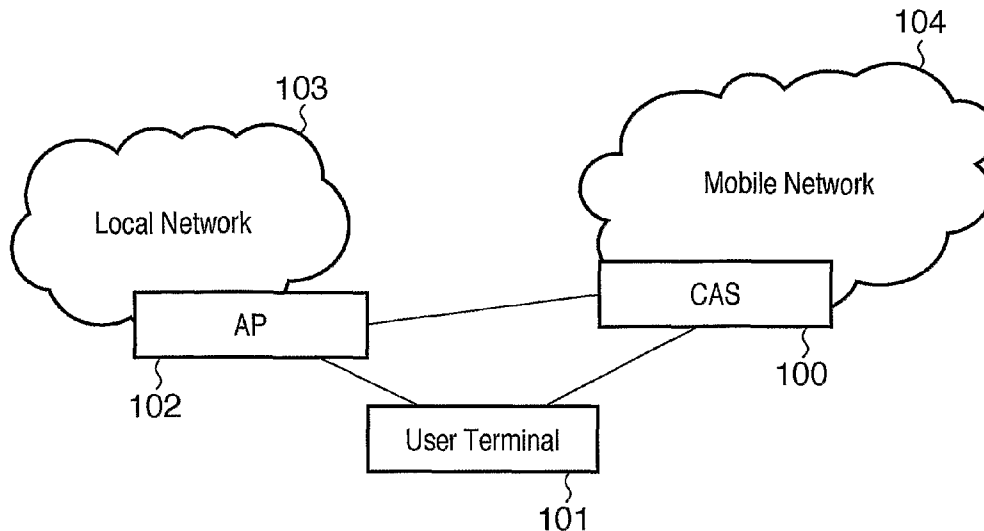 104
103
Mobile Network
Local Network
CAS
AP
100
102
User Terminal
101